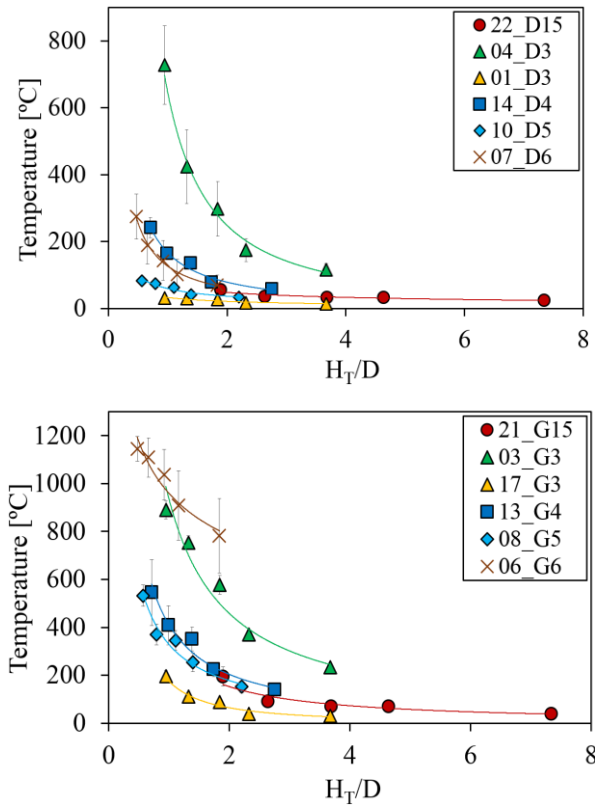 800
600
400
200
0
Temperature [ºC]
22_D15
04_D3
01_D3
14_D4
10_D5
07_D6
0 2 4 6 8
H_T/D
1200
1000
800
600
400
200
0
Temperature [ºC]
21_G15
03_G3
17_G3
13_G4
08_G5
06_G6
0 2 4 6 8
H_T/D